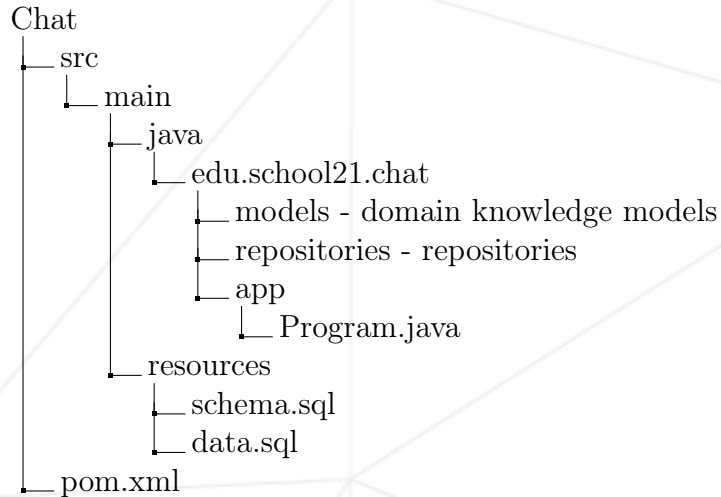 Chat
src
main
java
edu.school21.chat
models - domain knowledge models
repositories - repositories
app
Program.java
resources
schema.sql
data.sql
pom.xml